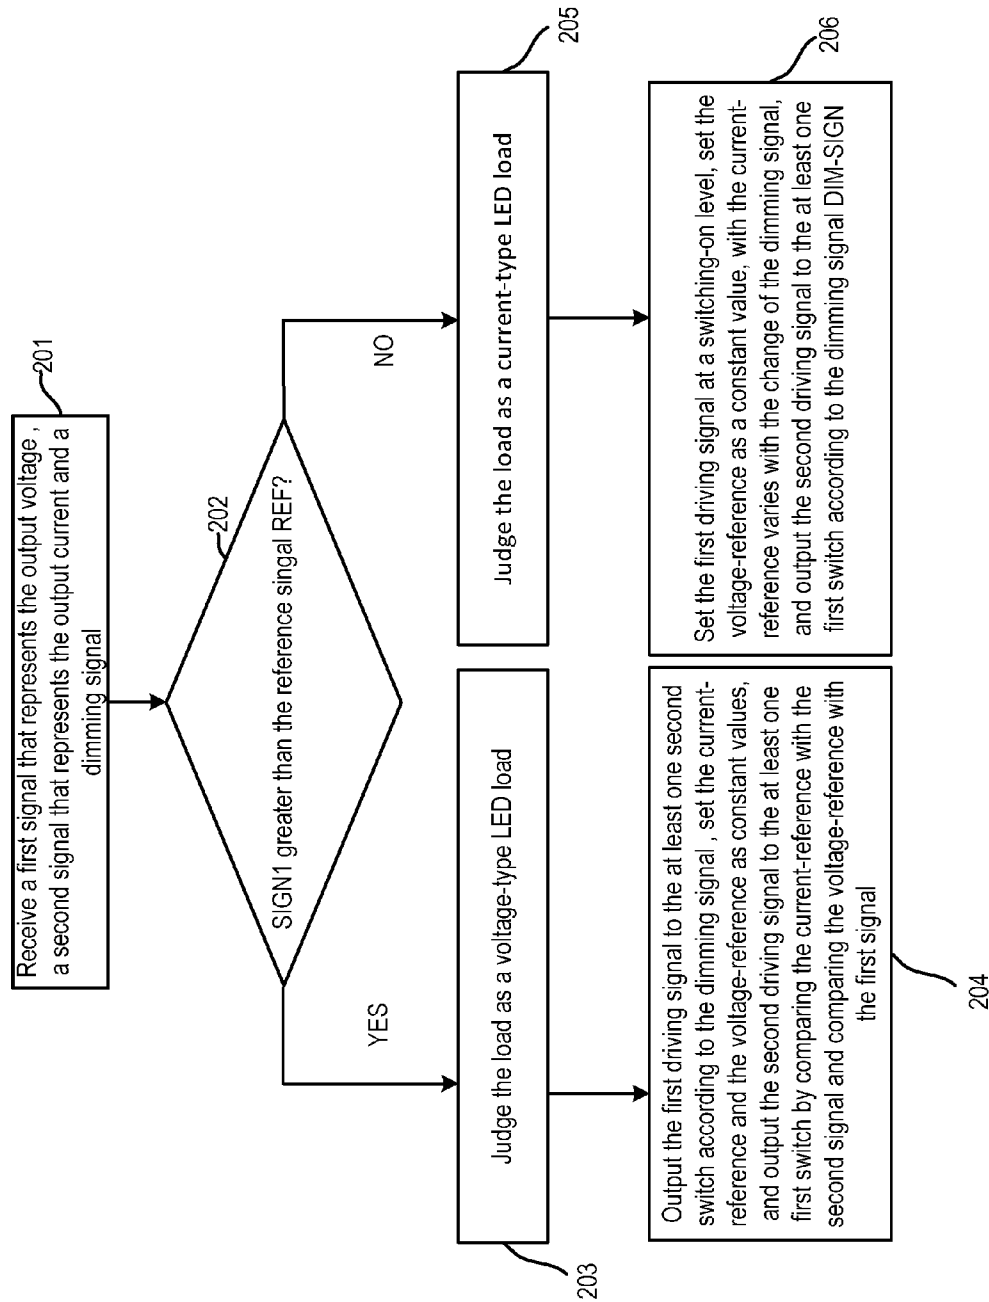 201
Receive a first signal that represents the output voltage ,
a second signal that represents the output current and a
dimming signal
202
SIGN1 greater than the reference singal REF?
YES
NO
203
Judge the load as a voltage-type LED load
205
Judge the load as a current-type LED load
204
Output the first driving signal to the at least one second
switch according to the dimming signal , set the current-
reference and the voltage-reference as constant values,
and output the second driving signal to the at least one
first switch by comparing the current-reference with the
second signal and comparing the voltage-reference with
the first signal
206
Set the first driving signal at a switching-on level, set the
voltage-reference as a constant value, with the current-
reference varies with the change of the dimming signal,
and output the second driving signal to the at least one
first switch according to the dimming signal DIM-SIGN